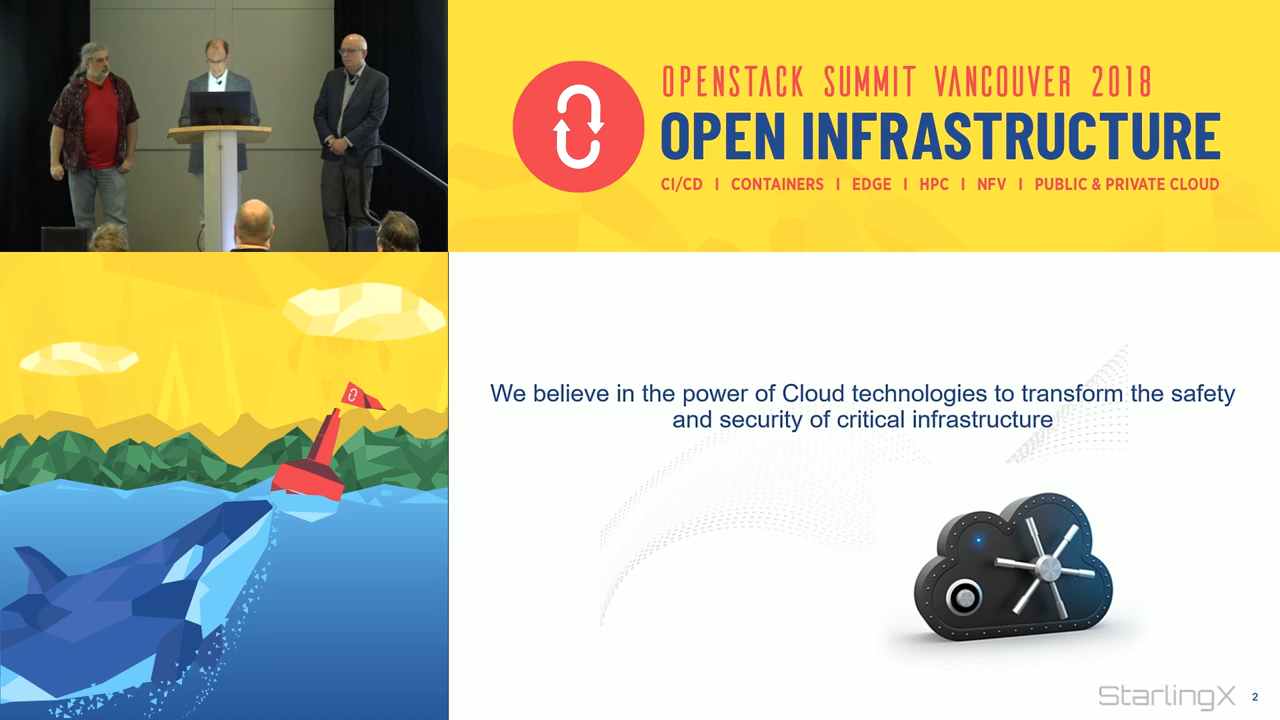 OPENSTACK SUMMIT VANCOUVER 2018
OPEN INFRASTRUCTURE
CI/CD | CONTAINERS | EDGE | HPC | NFV | PUBLIC & PRIVATE CLOUD
We believe in the power of Cloud technologies to transform the safety
and security of critical infrastructure
StarlingX
2